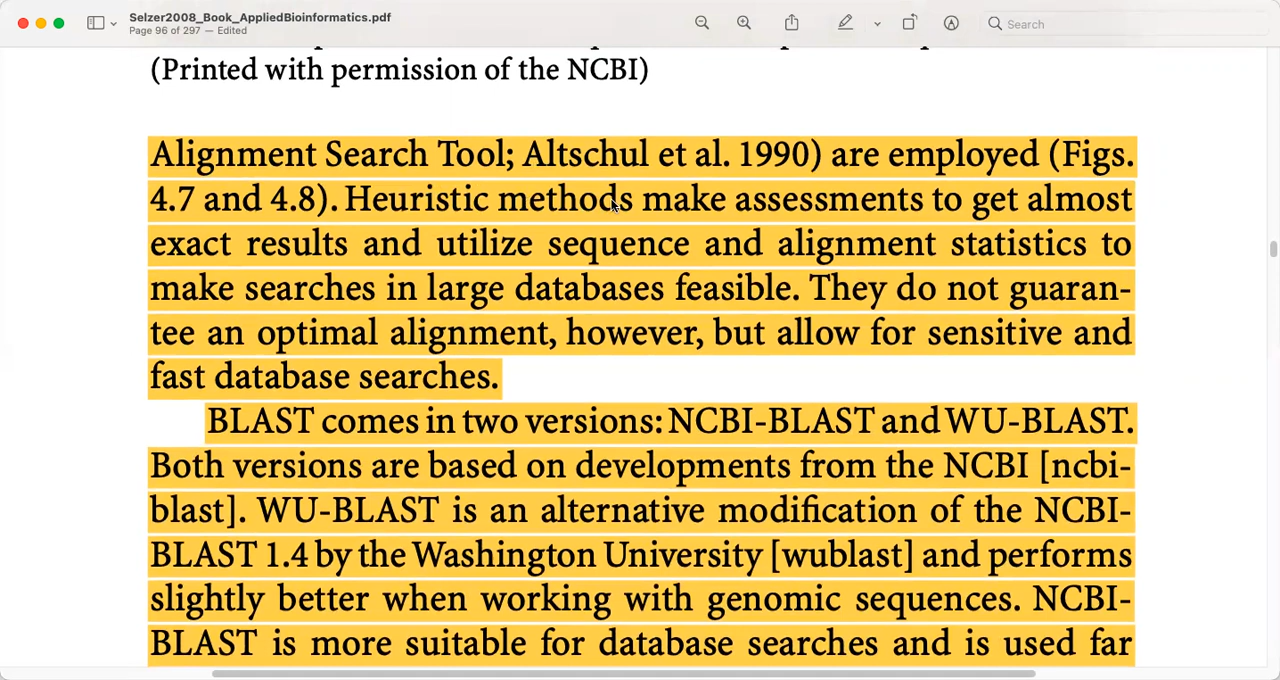 Selzer2008_Book_AppliedBioinformatics.pdf
Page 96 of 297 — Edited
Search
(Printed with permission of the NCBI)
Alignment Search Tool; Altschul et al. 1990) are employed (Figs.
4.7 and 4.8). Heuristic methods make assessments to get almost
exact results and utilize sequence and alignment statistics to
make searches in large databases feasible. They do not guaran-
tee an optimal alignment, however, but allow for sensitive and
fast database searches.
BLAST comes in two versions: NCBI-BLAST and WU-BLAST.
Both versions are based on developments from the NCBI [ncbi-
blast]. WU-BLAST is an alternative modification of the NCBI-
BLAST 1.4 by the Washington University [wublast] and performs
slightly better when working with genomic sequences. NCBI-
BLAST is more suitable for database searches and is used far